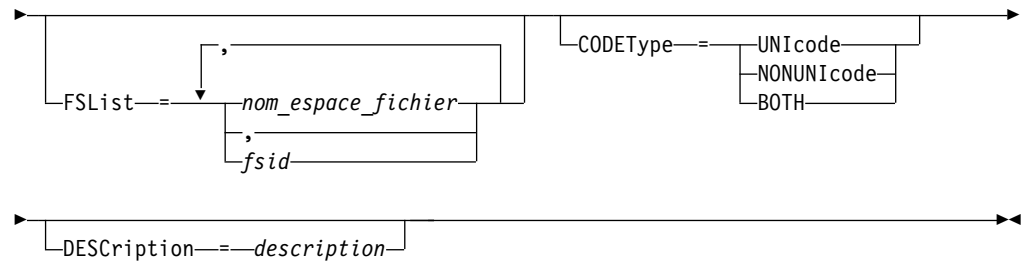 ,
CODEType = UNIcode
NONUNIcode
BOTH
FSList = nom_espace_fichier
,
fsid
DESCription = description